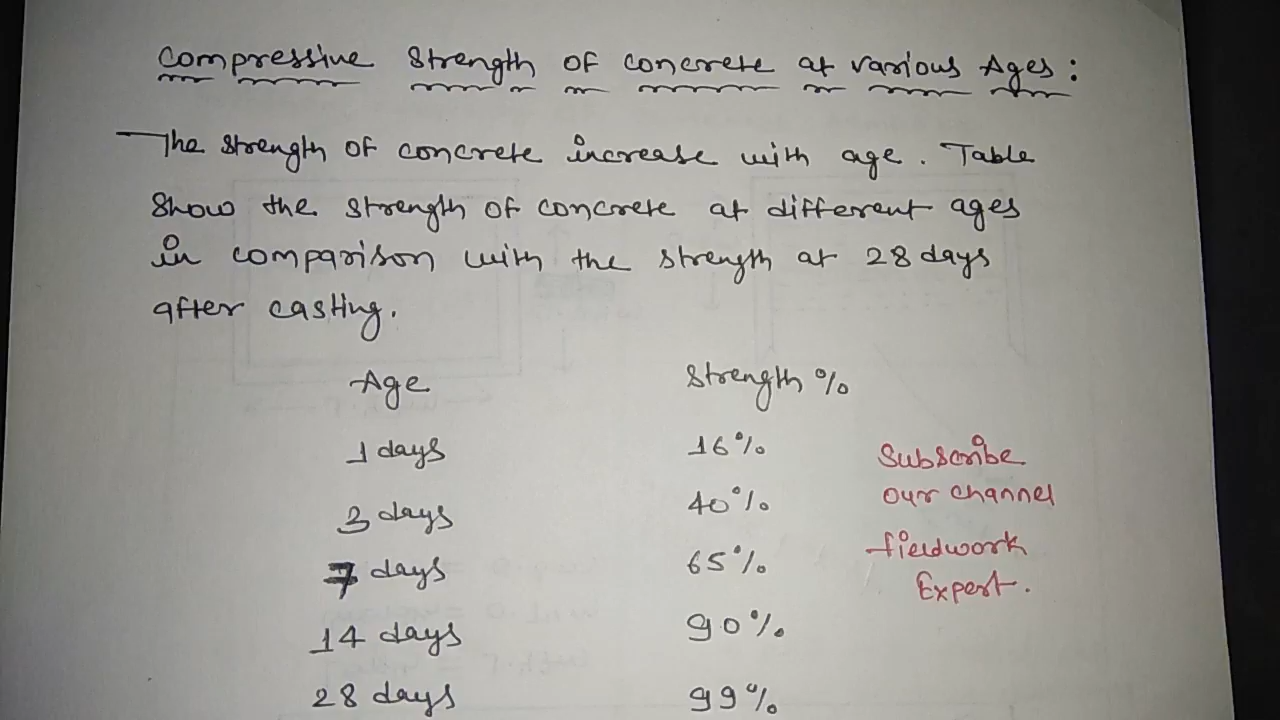 Compressive Strength of concrete at various Ages:
The strength of concrete increase with age. Table
Show the strength of concrete at different ages
in comparison with the strength at 28 days
after casting.
Age Strength %
1 days 16%
3 days 40%
7 days 65%
14 days 90%
28 days 99%
Subscribe
our channel
fieldwork
Expert.